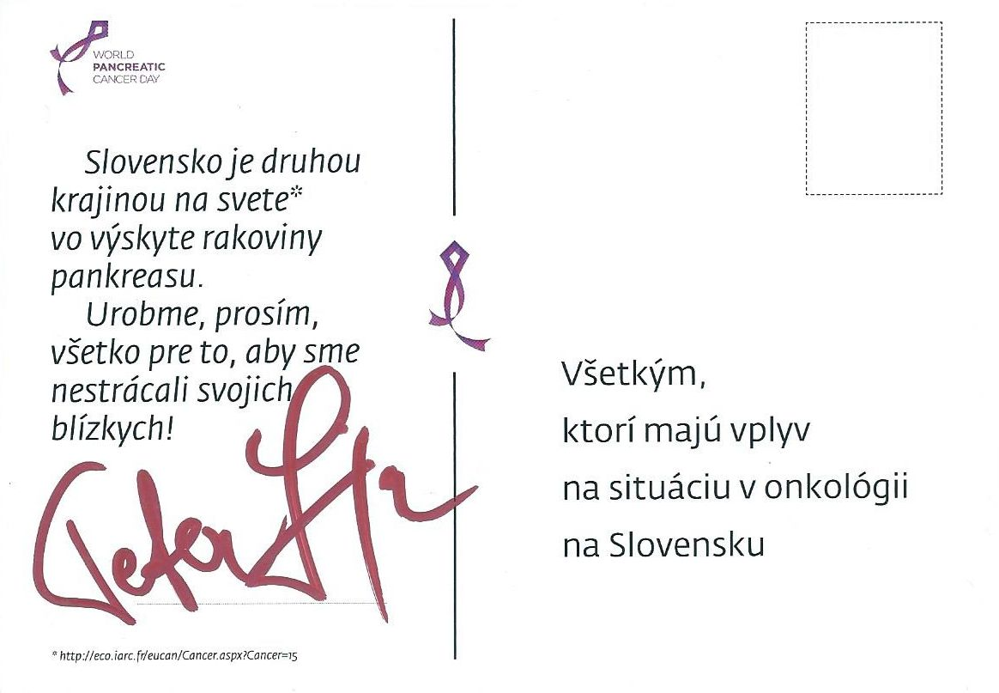 WORLD
PANCREATIC
CANCER DAY
Slovensko je druhou
krajinou na svete*
vo výskyte rakoviny
pankreasu.
Urobme, prosím,
všetko pre to, aby sme
nestrácali svojich
blízkych!
* http://eco.iarc.fr/eucan/Cancer.aspx?Cancer=15
Všetkým,
ktorí majú vplyv
na situáciu v onkológii
na Slovensku